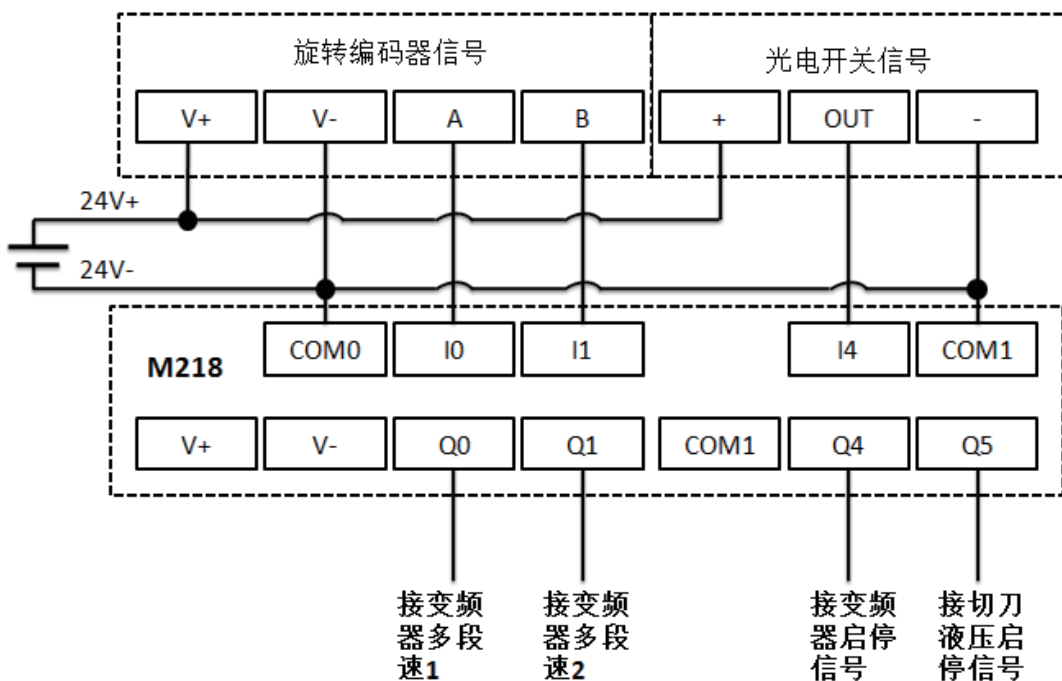 旋转编码器信号
光电开关信号
V+ V- A B + OUT -
24V+
24V-
COM0 I0 I1 I4 COM1
M218
V+ V- Q0 Q1 COM1 Q4 Q5
接变频
器多段
速1
接变频
器多段
速2
接变频
器启停
信号
接切刀
液压启
停信号